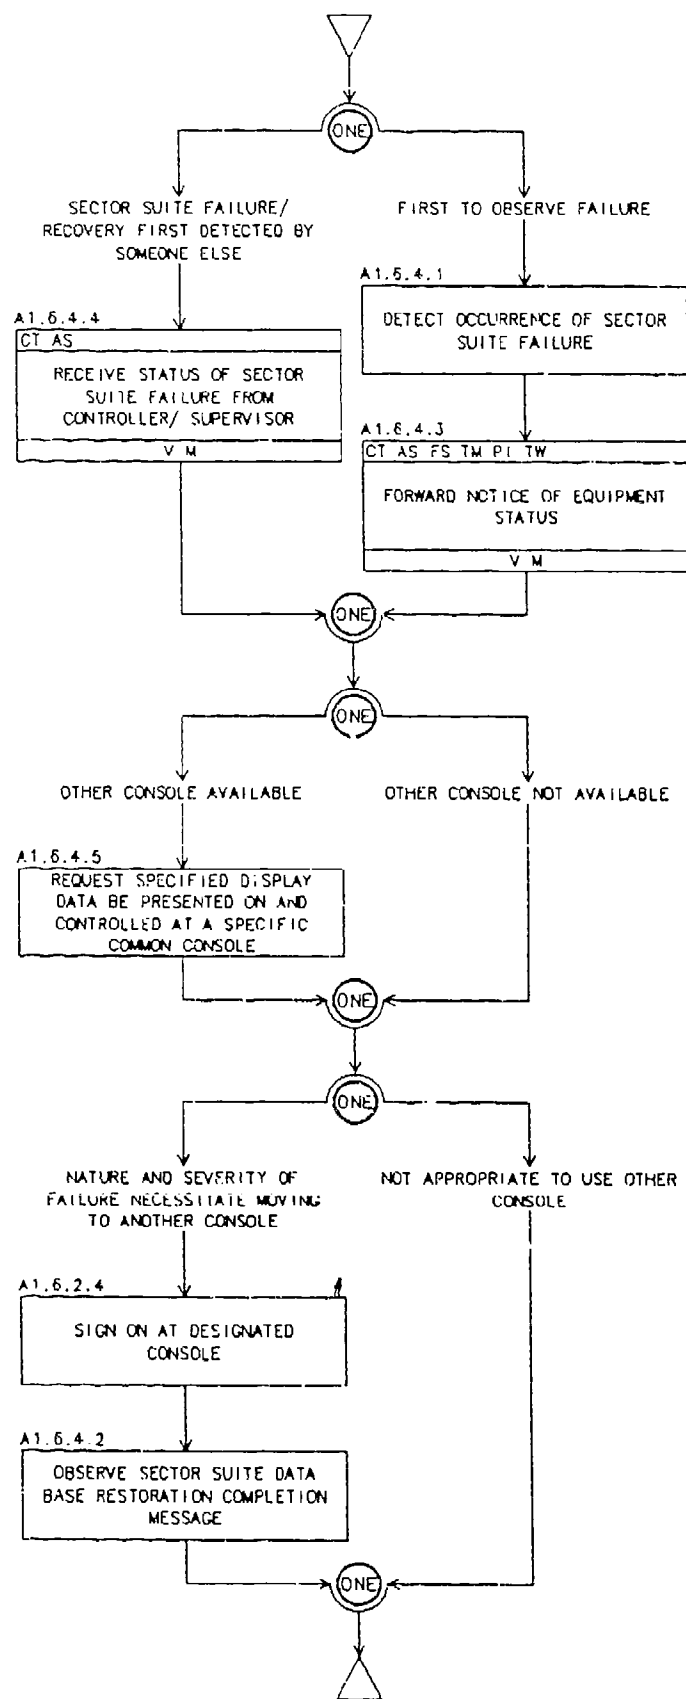 ONE
SECTOR SUITE FAILURE/
RECOVERY FIRST DETECTED BY
SOMEONE ELSE
FIRST TO OBSERVE FAILURE
A1.6.4.4
CT AS
RECEIVE STATUS OF SECTOR
SUITE FAILURE FROM
CONTROLLER/ SUPERVISOR
V M
A1.6.4.1
DETECT OCCURRENCE OF SECTOR
SUITE FAILURE
A1.6.4.3
CT AS FS TM PI TW
FORWARD NOTICE OF EQUIPMENT
STATUS
V M
ONE
ONE
OTHER CONSOLE AVAILABLE
OTHER CONSOLE NOT AVAILABLE
A1.6.4.5
REQUEST SPECIFIED DISPLAY
DATA BE PRESENTED ON AND
CONTROLLED AT A SPECIFIC
COMMON CONSOLE
ONE
ONE
NATURE AND SEVERITY OF
FAILURE NECESSITATE MOVING
TO ANOTHER CONSOLE
NOT APPROPRIATE TO USE OTHER
CONSOLE
A1.6.2.4
SIGN ON AT DESIGNATED
CONSOLE
A1.6.4.2
OBSERVE SECTOR SUITE DATA
BASE RESTORATION COMPLETION
MESSAGE
ONE